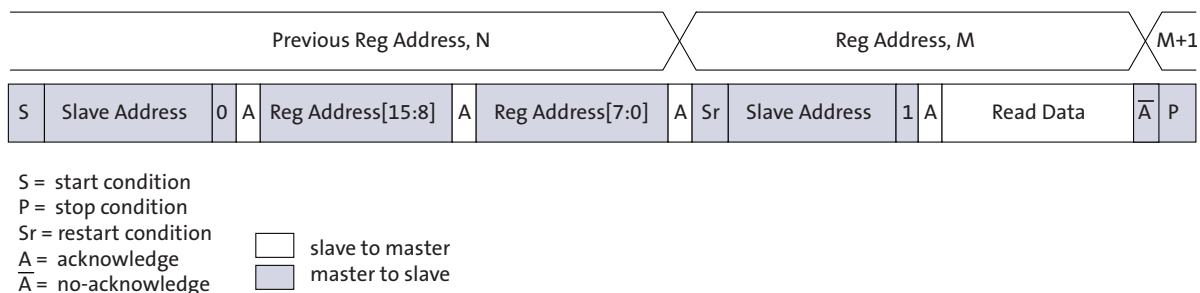 Previous Reg Address, N Reg Address, M M+1
S Slave Address 0 A Reg Address[15:8] A Reg Address[7:0] A Sr Slave Address 1 A Read Data A̅ P
S = start condition
P = stop condition
Sr = restart condition
A = acknowledge
A̅ = no-acknowledge
slave to master
master to slave